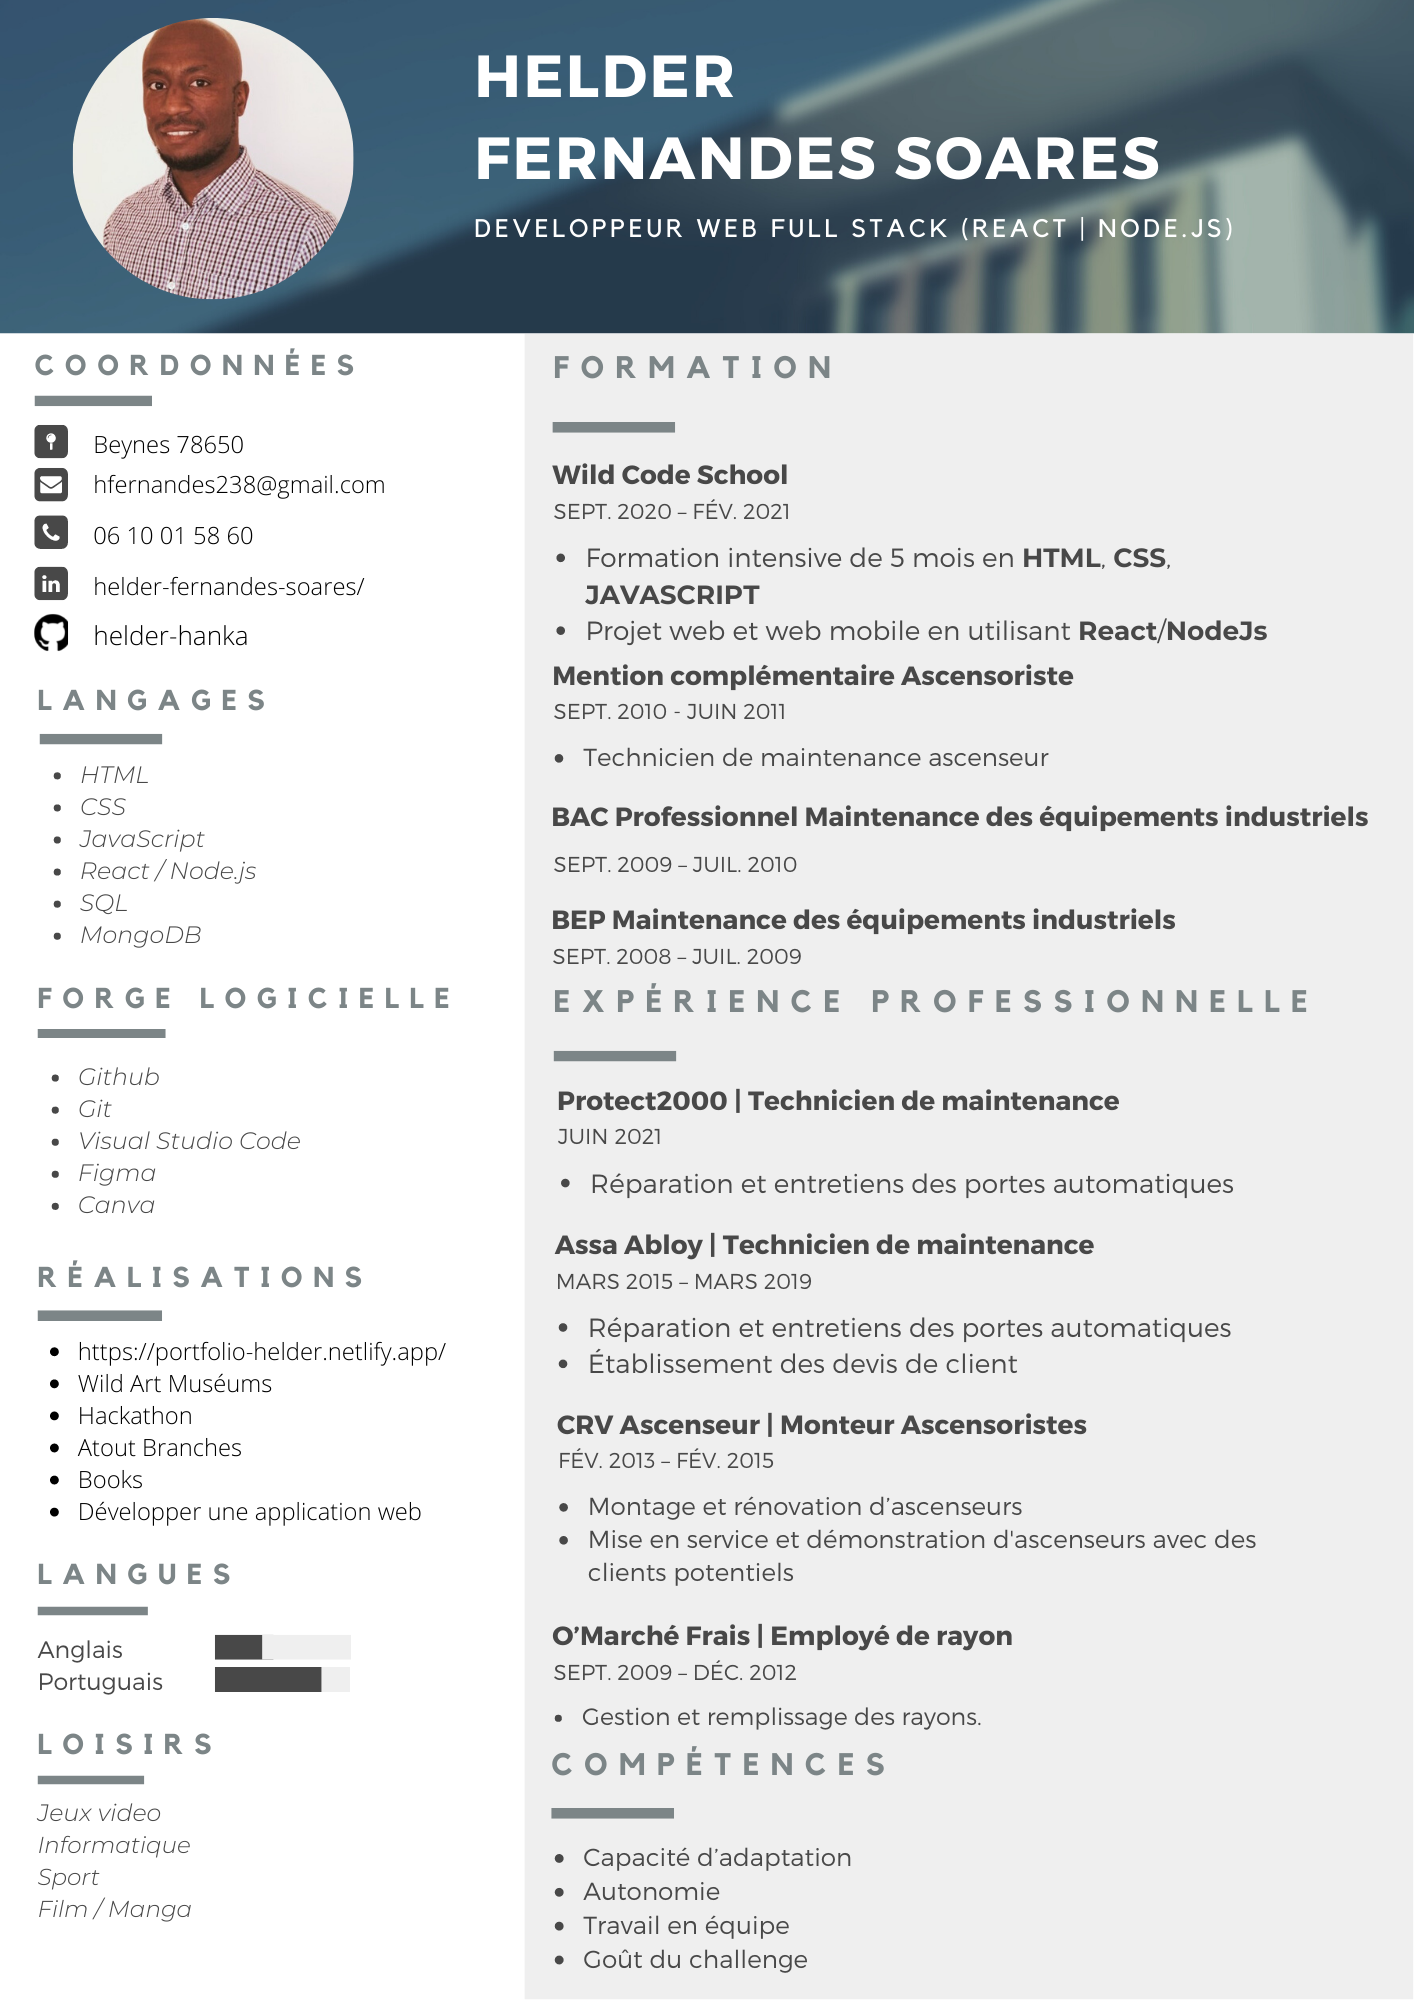 HELDER
FERNANDES SOARES
DEVELOPPEUR WEB FULL STACK (REACT | NODE.JS)
COORDONNÉES
Beynes 78650
hfernandes238@gmail.com
06 10 01 58 60
in
helder-fernandes-soares/
helder-hanka
LANGAGES
• HTML
• CSS
• JavaScript
• React / Node.js
• SQL
• MongoDB
FORGE LOGICIELLE
• Github
• Git
• Visual Studio Code
• Figma
• Canva
RÉALISATIONS
• https://portfolio-helder.netlify.app/
• Wild Art Muséums
• Hackathon
• Atout Branches
• Books
• Développer une application web
LANGUES
Anglais
Portuguais
LOISIRS
Jeux video
Informatique
Sport
Film / Manga
FORMATION
Wild Code School
SEPT. 2020 – FÉV. 2021
• Formation intensive de 5 mois en HTML, CSS,
JAVASCRIPT
• Projet web et web mobile en utilisant React/NodeJs
Mention complémentaire Ascensoriste
SEPT. 2010 - JUIN 2011
• Technicien de maintenance ascenseur
BAC Professionnel Maintenance des équipements industriels
SEPT. 2009 – JUIL. 2010
BEP Maintenance des équipements industriels
SEPT. 2008 – JUIL. 2009
EXPÉRIENCE PROFESSIONNELLE
Protect2000 | Technicien de maintenance
JUIN 2021
• Réparation et entretiens des portes automatiques
Assa Abloy | Technicien de maintenance
MARS 2015 – MARS 2019
• Réparation et entretiens des portes automatiques
• Établissement des devis de client
CRV Ascenseur | Monteur Ascensoristes
FÉV. 2013 – FÉV. 2015
• Montage et rénovation d’ascenseurs
• Mise en service et démonstration d'ascenseurs avec des
clients potentiels
O’Marché Frais | Employé de rayon
SEPT. 2009 – DÉC. 2012
• Gestion et remplissage des rayons.
COMPÉTENCES
• Capacité d’adaptation
• Autonomie
• Travail en équipe
• Goût du challenge